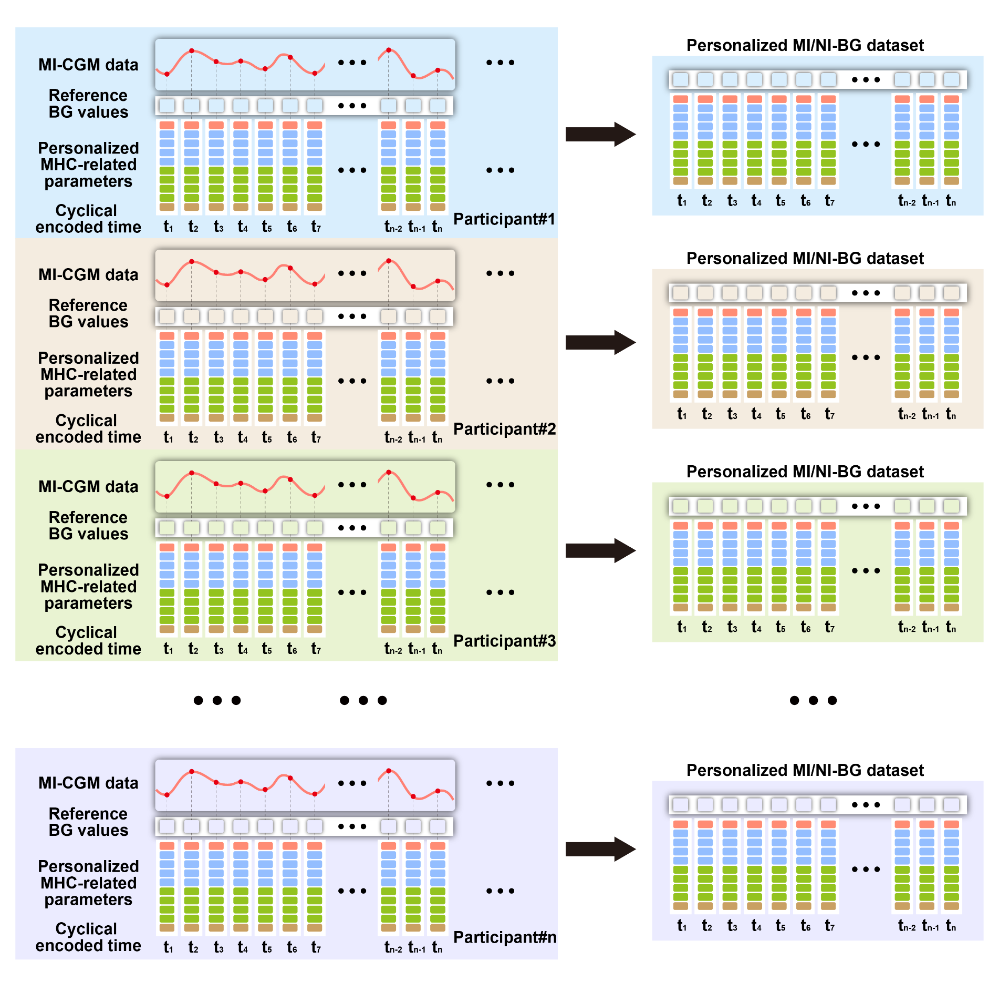 MI-CGM data
Reference
BG values
Personalized
MHC-related
parameters
Cyclical
encoded time
t1 t2 t3 t4 t5 t6 t7 tn-2 tn-1 tn
Participant#1
Personalized MI/NI-BG dataset
t1 t2 t3 t4 t5 t6 t7 tn-2 tn-1 tn
MI-CGM data
Reference
BG values
Personalized
MHC-related
parameters
Cyclical
encoded time
t1 t2 t3 t4 t5 t6 t7 tn-2 tn-1 tn
Participant#2
Personalized MI/NI-BG dataset
t1 t2 t3 t4 t5 t6 t7 tn-2 tn-1 tn
MI-CGM data
Reference
BG values
Personalized
MHC-related
parameters
Cyclical
encoded time
t1 t2 t3 t4 t5 t6 t7 tn-2 tn-1 tn
Participant#3
Personalized MI/NI-BG dataset
t1 t2 t3 t4 t5 t6 t7 tn-2 tn-1 tn
MI-CGM data
Reference
BG values
Personalized
MHC-related
parameters
Cyclical
encoded time
t1 t2 t3 t4 t5 t6 t7 tn-2 tn-1 tn
Participant#n
Personalized MI/NI-BG dataset
t1 t2 t3 t4 t5 t6 t7 tn-2 tn-1 tn